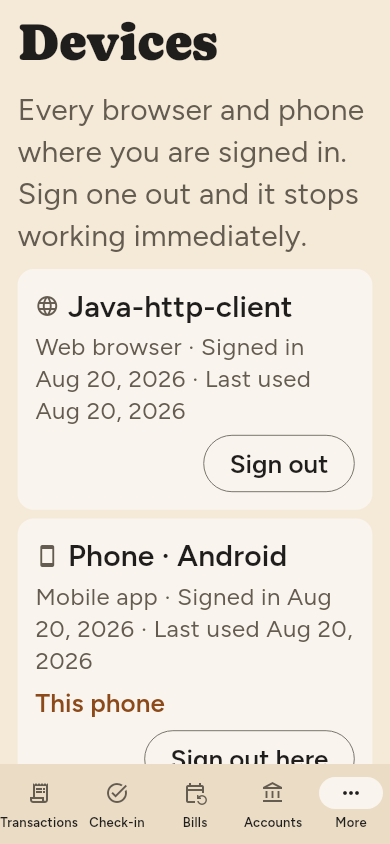 Devices
Every browser and phone
where you are signed in.
Sign one out and it stops
working immediately.
Java-http-client
Web browser · Signed in
Aug 20, 2026 · Last used
Aug 20, 2026
Sign out
Phone · Android
Mobile app · Signed in Aug
20, 2026 · Last used Aug 20,
2026
This phone
Sign out here
Transactions
Check-in
Bills
Accounts
More